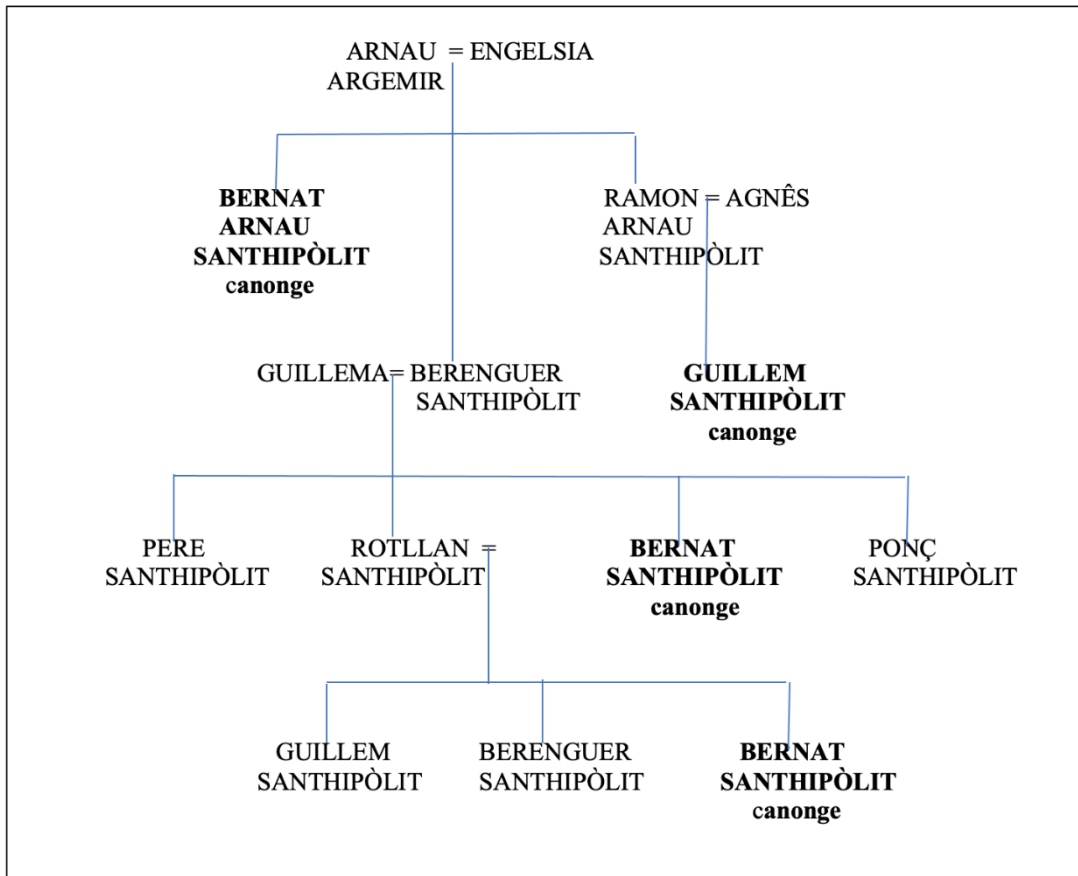 ARNAU = ENGELSIA
ARGEMIR
BERNAT
ARNAU
SANTHIPÒLIT
canonge
RAMON = AGNÊS
ARNAU
SANTHIPÒLIT
GUILLEMA= BERENGUER
SANTHIPÒLIT
GUILLEM
SANTHIPÒLIT
canonge
PERE
SANTHIPÒLIT
ROTLLAN =
SANTHIPÒLIT
BERNAT
SANTHIPÒLIT
canonge
PONÇ
SANTHIPÒLIT
GUILLEM
SANTHIPÒLIT
BERENGUER
SANTHIPÒLIT
BERNAT
SANTHIPÒLIT
canonge